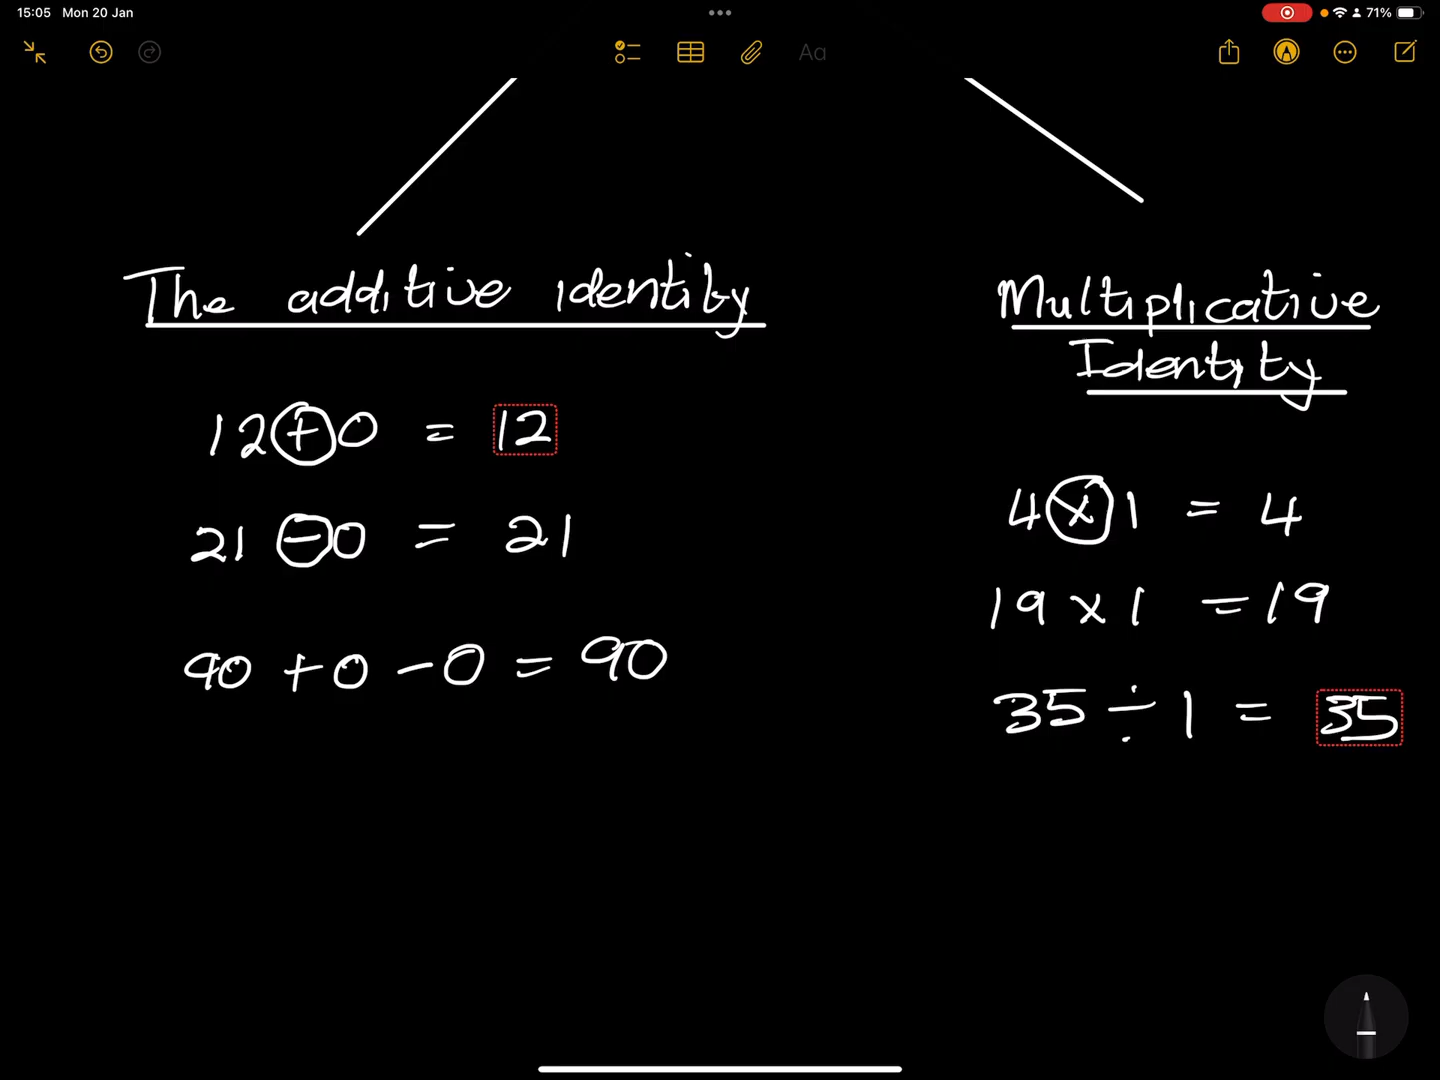 15:05 Mon 20 Jan
71%
Aa
The additive identity
12 + 0 = 12
21 - 0 = 21
90 + 0 - 0 = 90
Multiplicative
Identity
4 × 1 = 4
19 × 1 = 19
35 ÷ 1 = 35